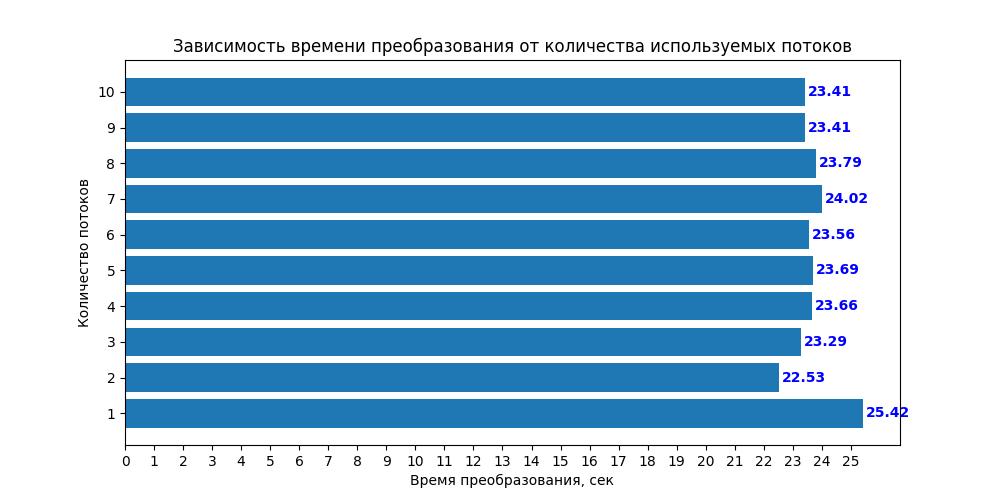 Зависимость времени преобразования от количества используемых потоков
Количество потоков
10 23.41
9 23.41
8 23.79
7 24.02
6 23.56
5 23.69
4 23.66
3 23.29
2 22.53
1 25.42
0 1 2 3 4 5 6 7 8 9 10 11 12 13 14 15 16 17 18 19 20 21 22 23 24 25
Время преобразования, сек